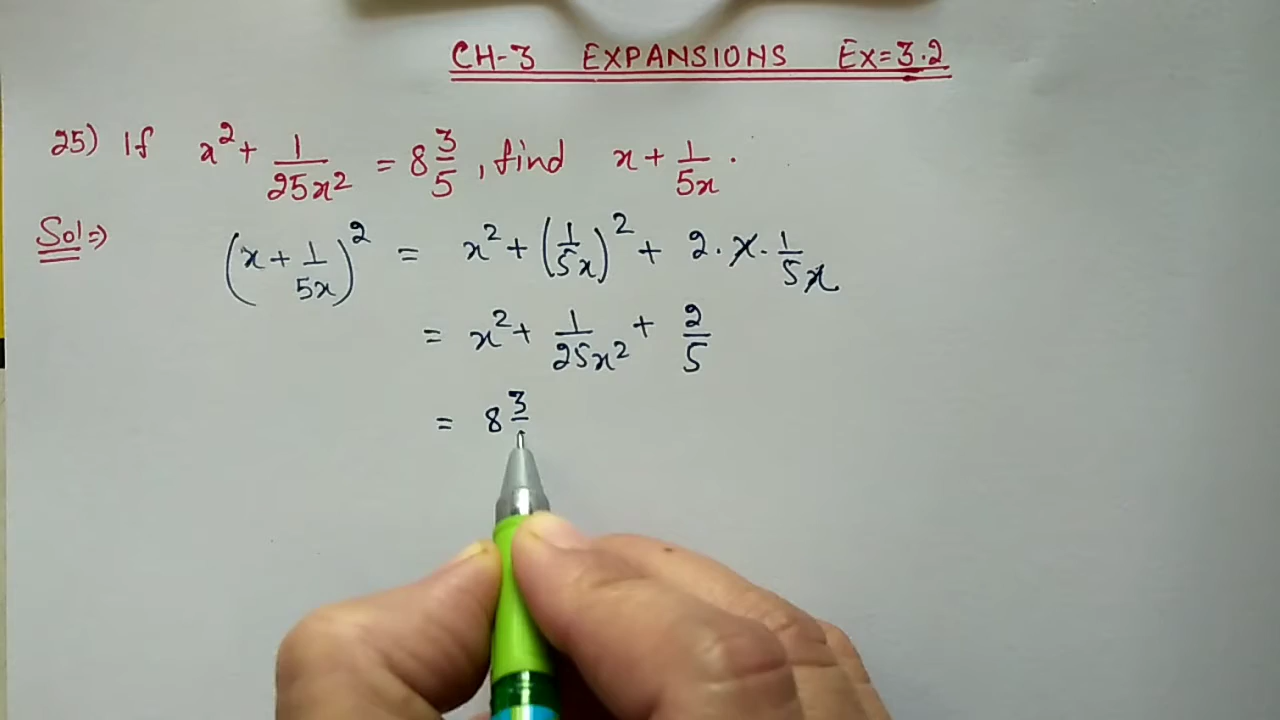 CH-3 EXPANSIONS EX=3.2
25) If x² + 1/25x² = 8 3/5, find x + 1/5x.
Sol⇒ (x + 1/5x)² = x² + (1/5x)² + 2 · x · 1/5x
= x² + 1/25x² + 2/5
= 8 3/